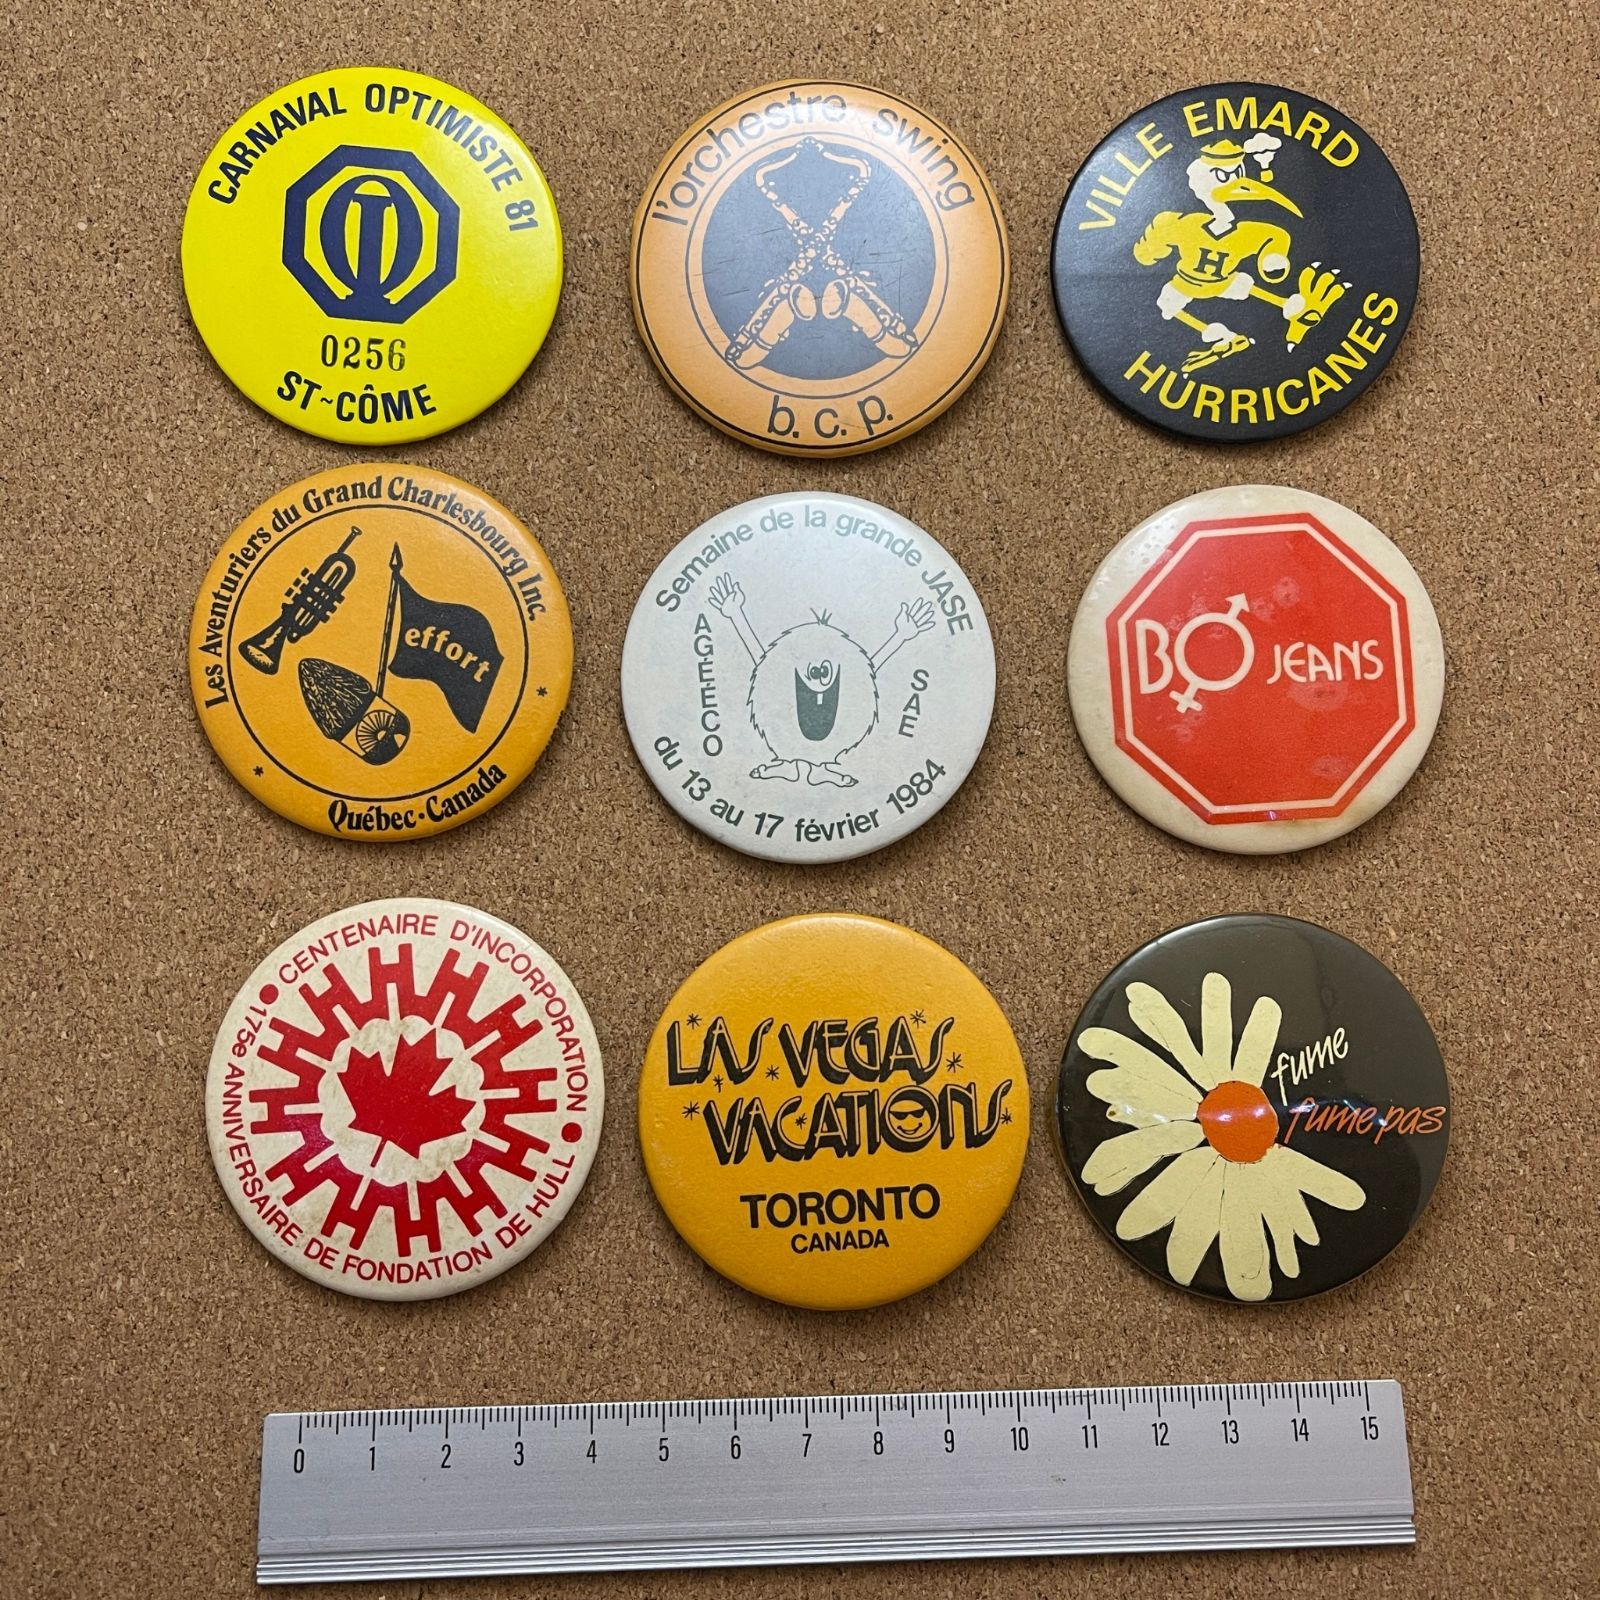 CARNAVAL OPTIMISTE 81
0256
ST~CÔME
l'orchestre swing
b.c.p.
VILLE EMARD
H
HURRICANES
Les Aventuriers du Grand Charlesbourg Inc.
effort
Québec·Canada
Semaine de la grande JASE
AGEECO
SAE
du 13 au 17 février 1984
BO JEANS
CENTENAIRE D'INCORPORATION
175e ANNIVERSAIRE DE FONDATION DE HULL
LAS VEGAS
VACATIONS
TORONTO
CANADA
fume
fume pas
0 1 2 3 4 5 6 7 8 9 10 11 12 13 14 15